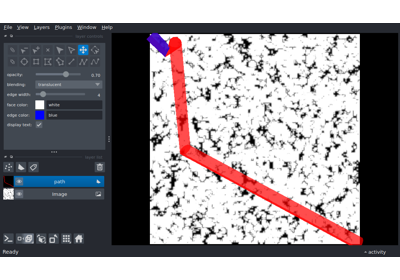 File View Layers Plugins Window Help
opacity: 0.70
blending: translucent
edge width:
face color: white
edge color: blue
display text:
path
Image
Ready activity